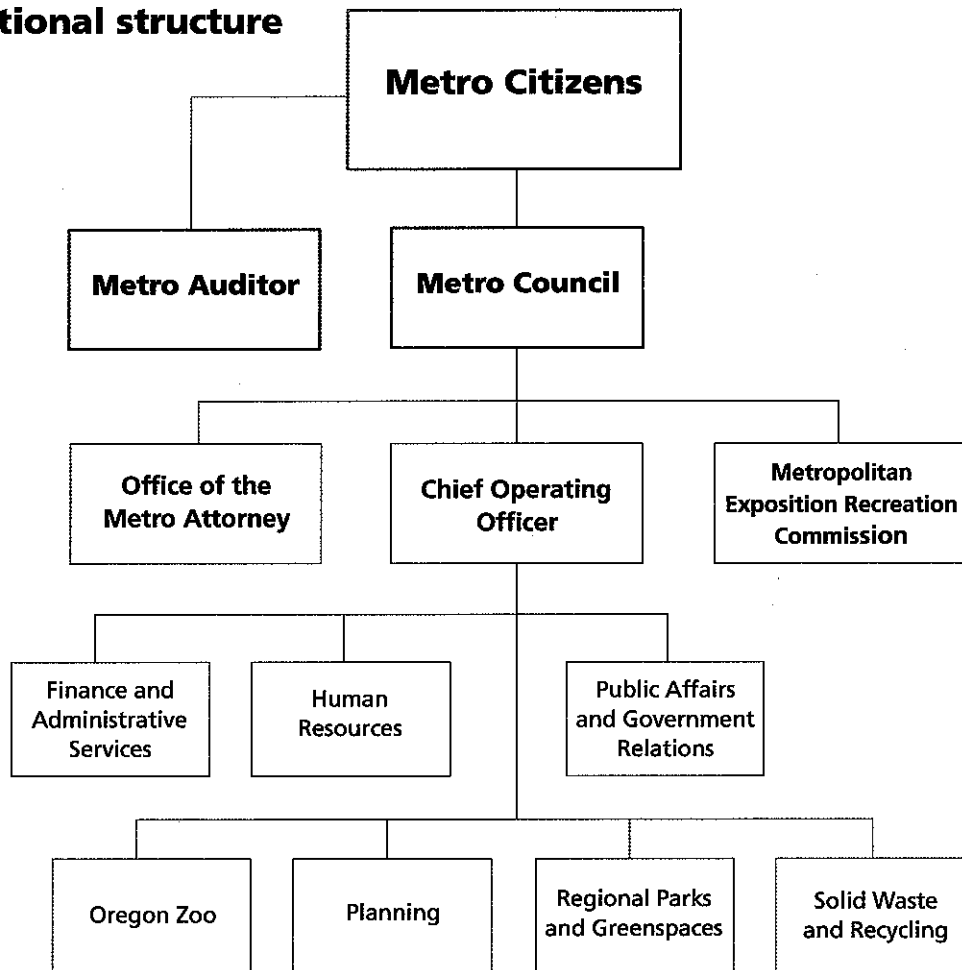 tional structure
Metro Citizens
Metro Auditor
Metro Council
Office of the
Metro Attorney
Chief Operating
Officer
Metropolitan
Exposition Recreation
Commission
Finance and
Administrative
Services
Human
Resources
Public Affairs
and Government
Relations
Oregon Zoo
Planning
Regional Parks
and Greenspaces
Solid Waste
and Recycling